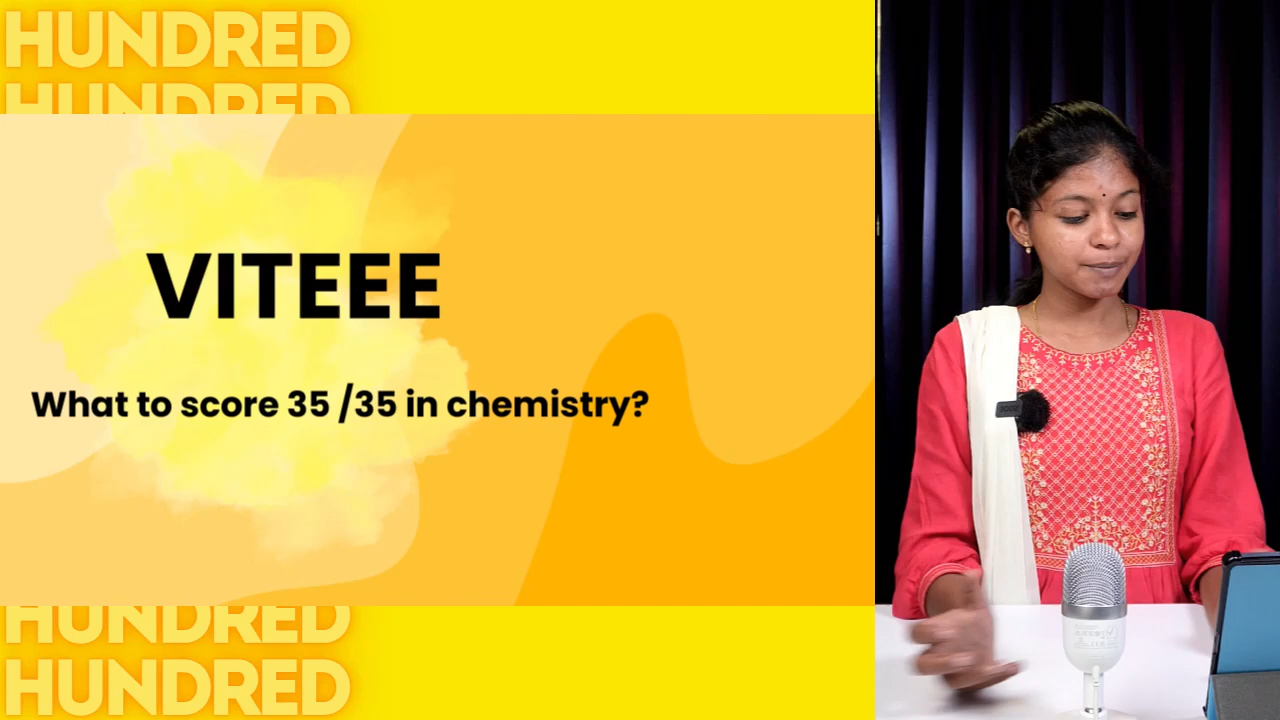 HUNDRED
HUNDRED
VITEEE
What to score 35 /35 in chemistry?
HUNDRED
HUNDRED